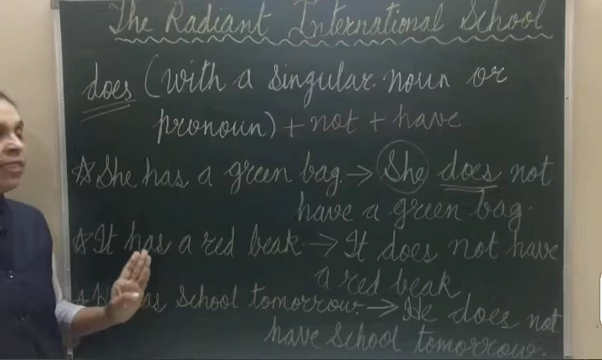 The Radiant International School
does (with a singular noun or
pronoun) + not + have
☆She has a green bag → She does not
have a green bag.
☆It has a red beak → It does not have
a red beak
☆ as School tomorrow → He does not
have School tomorrow.